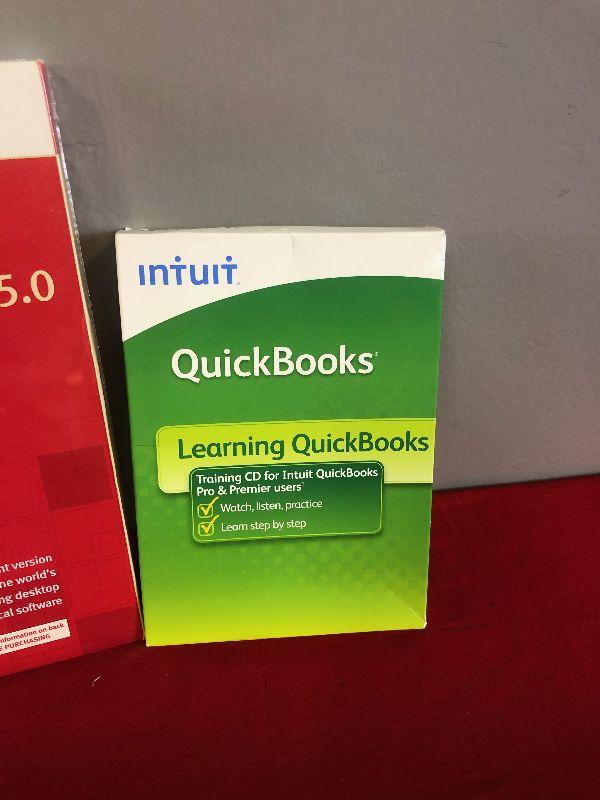 5.0
nt version
ne world's
ng desktop
cal software
nformation on back
E PURCHASING
intuit
QuickBooks
Learning QuickBooks
Training CD for Intuit QuickBooks
Pro & Premier users*
Watch, listen, practice
Learn step by step